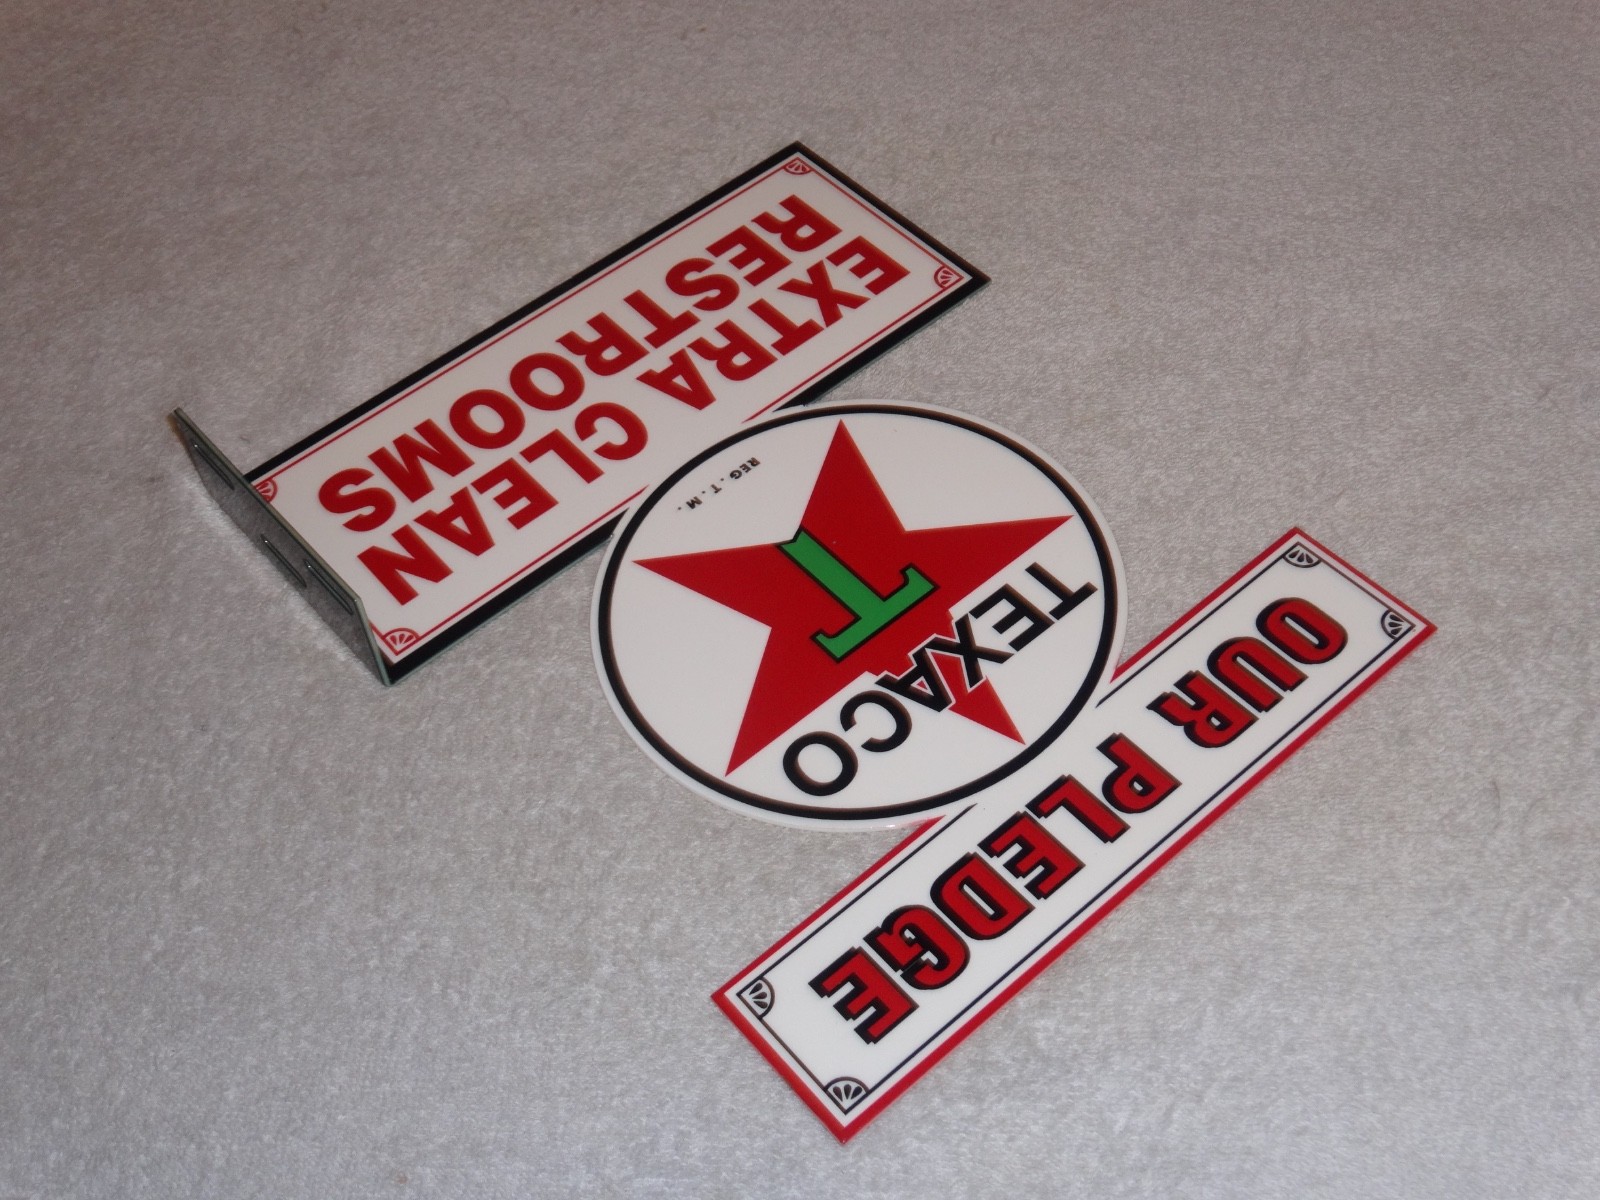 OUR PLEDGE
TEXACO
T
REG. T. M.
EXTRA CLEAN
RESTROOMS